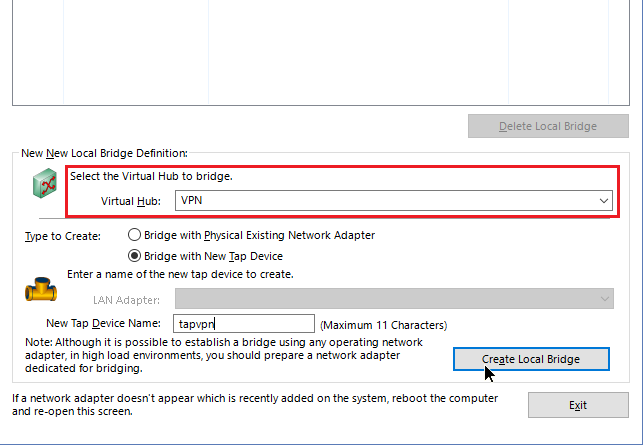 Delete Local Bridge
New New Local Bridge Definition:
Select the Virtual Hub to bridge.
Virtual Hub: VPN
Type to Create: Bridge with Physical Existing Network Adapter
Bridge with New Tap Device
Enter a name of the new tap device to create.
LAN Adapter:
New Tap Device Name: tapvpn (Maximum 11 Characters)
Note: Although it is possible to establish a bridge using any operating network
adapter, in high load environments, you should prepare a network adapter
dedicated for bridging.
Create Local Bridge
If a network adapter doesn't appear which is recently added on the system, reboot the computer
and re-open this screen.
Exit